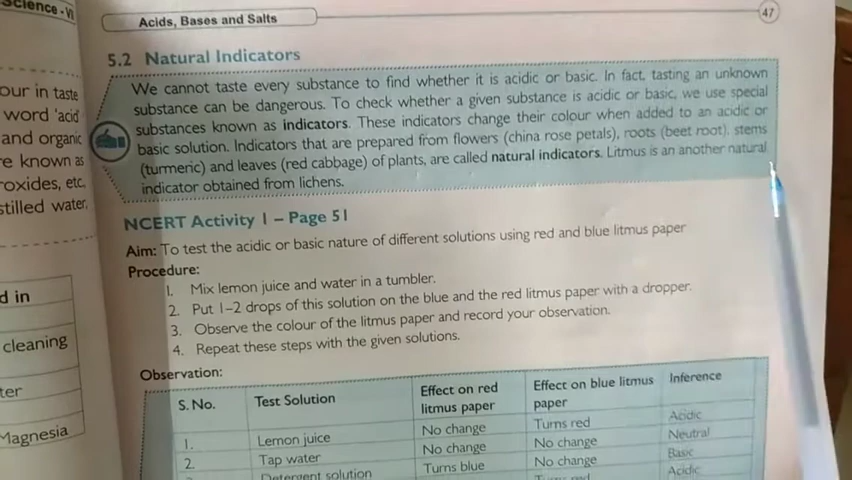 Science - VI
our in taste
word 'acid'
and organic
re known as
oxides, etc.
stilled water,
d in
cleaning
ter
Magnesia
Acids, Bases and Salts
47
5.2 Natural Indicators
We cannot taste every substance to find whether it is acidic or basic. In fact, tasting an unknown
substance can be dangerous. To check whether a given substance is acidic or basic, we use special
substances known as indicators. These indicators change their colour when added to an acidic or
basic solution. Indicators that are prepared from flowers (china rose petals), roots (beet root), stems
(turmeric) and leaves (red cabbage) of plants, are called natural indicators. Litmus is an another natural
indicator obtained from lichens.
NCERT Activity 1 – Page 51
Aim: To test the acidic or basic nature of different solutions using red and blue litmus paper
Procedure:
1. Mix lemon juice and water in a tumbler.
2. Put 1–2 drops of this solution on the blue and the red litmus paper with a dropper.
3. Observe the colour of the litmus paper and record your observation.
4. Repeat these steps with the given solutions.
Observation:
S. No. Test Solution Effect on red litmus paper Effect on blue litmus paper Inference
1. Lemon juice No change Turns red Acidic
2. Tap water No change No change Neutral
Detergent solution Turns blue No change Basic
Turns red Acidic